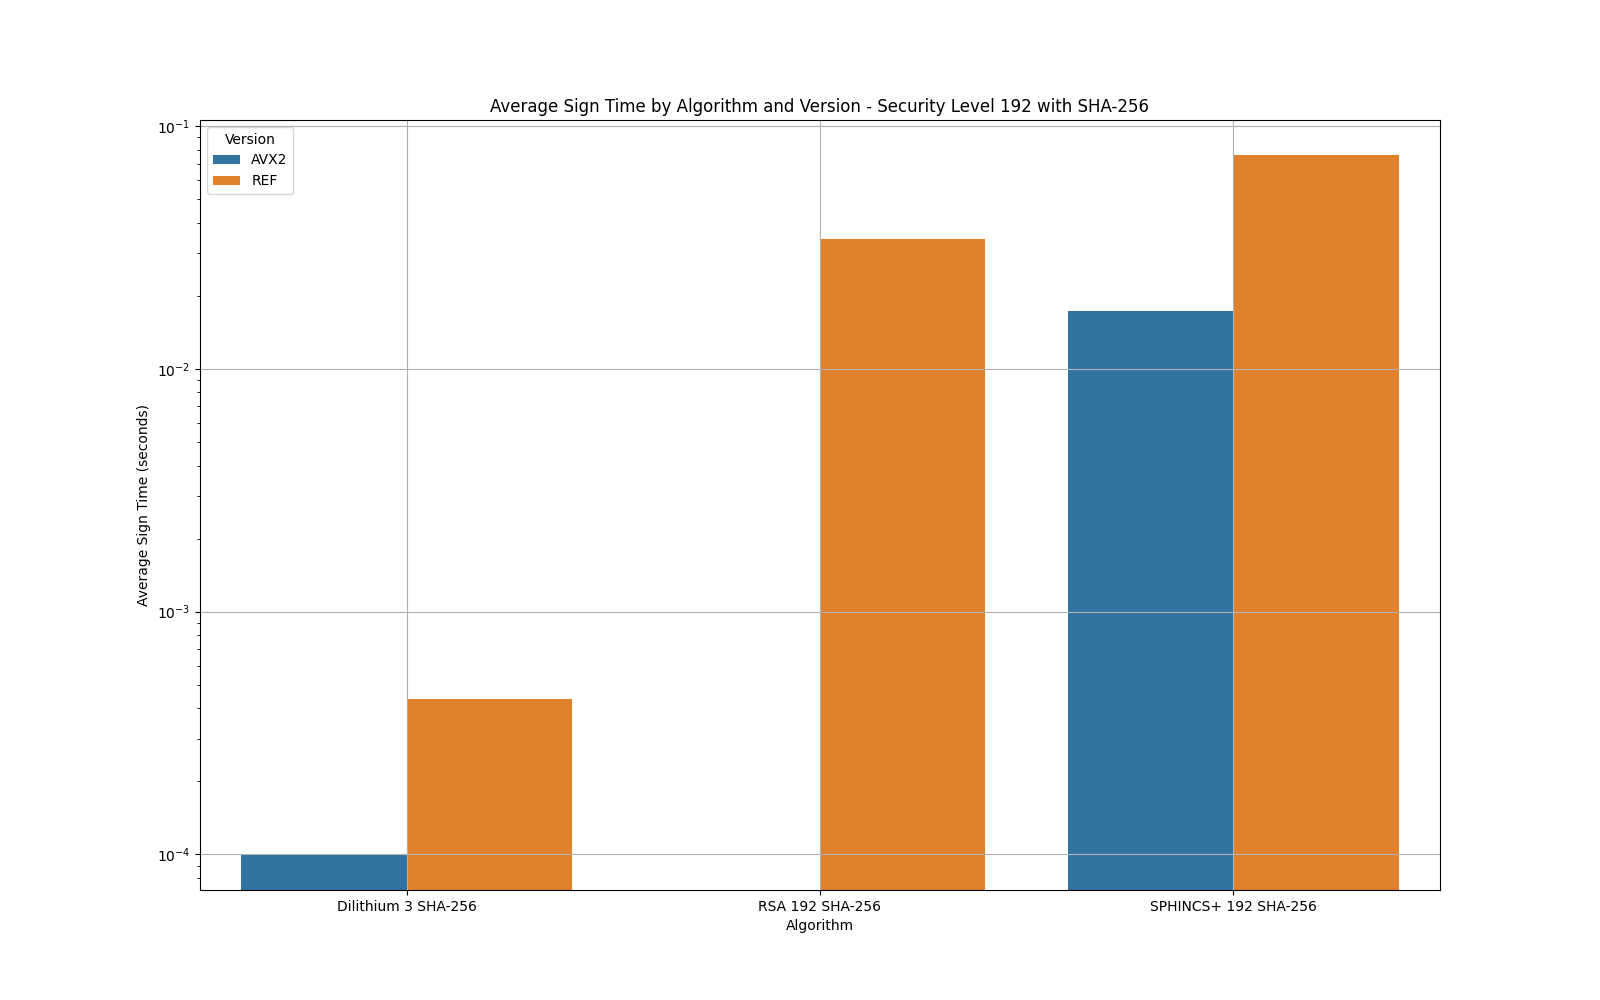 Average Sign Time by Algorithm and Version - Security Level 192 with SHA-256
Version
AVX2
REF
Average Sign Time (seconds)
10⁻¹
10⁻²
10⁻³
10⁻⁴
Dilithium 3 SHA-256
RSA 192 SHA-256
SPHINCS+ 192 SHA-256
Algorithm